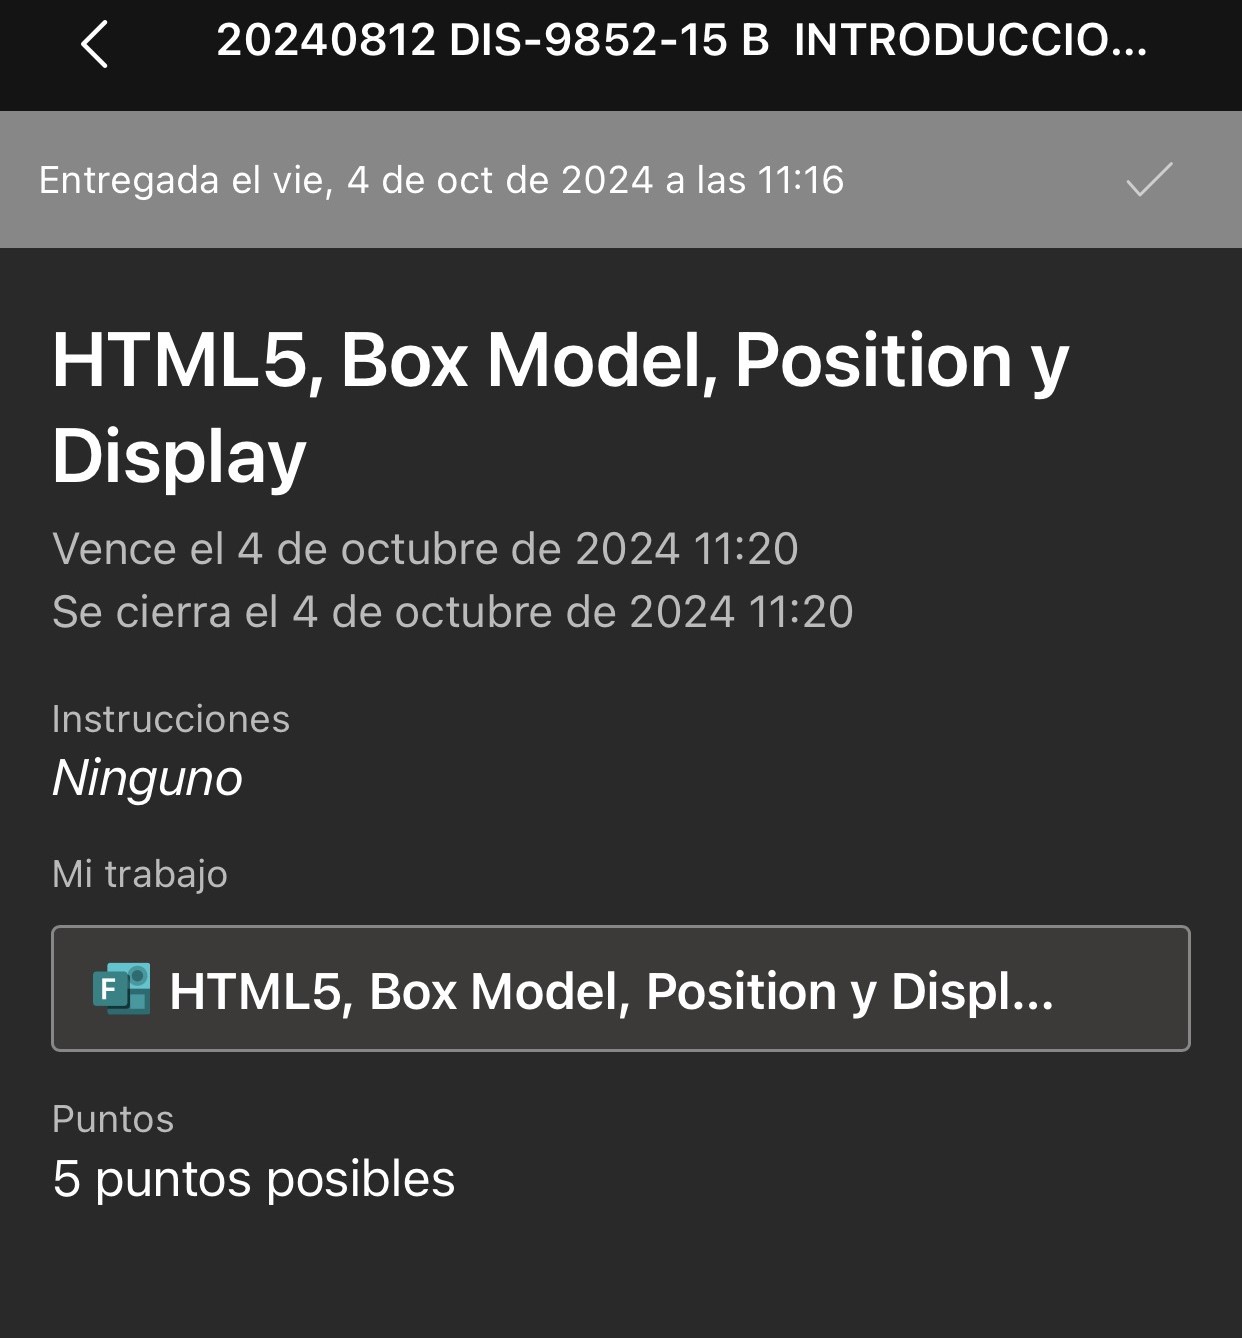 20240812 DIS-9852-15 B  INTRODUCCIO...
Entregada el vie, 4 de oct de 2024 a las 11:16
HTML5, Box Model, Position y
Display
Vence el 4 de octubre de 2024 11:20
Se cierra el 4 de octubre de 2024 11:20
Instrucciones
Ninguno
Mi trabajo
F HTML5, Box Model, Position y Displ...
Puntos
5 puntos posibles